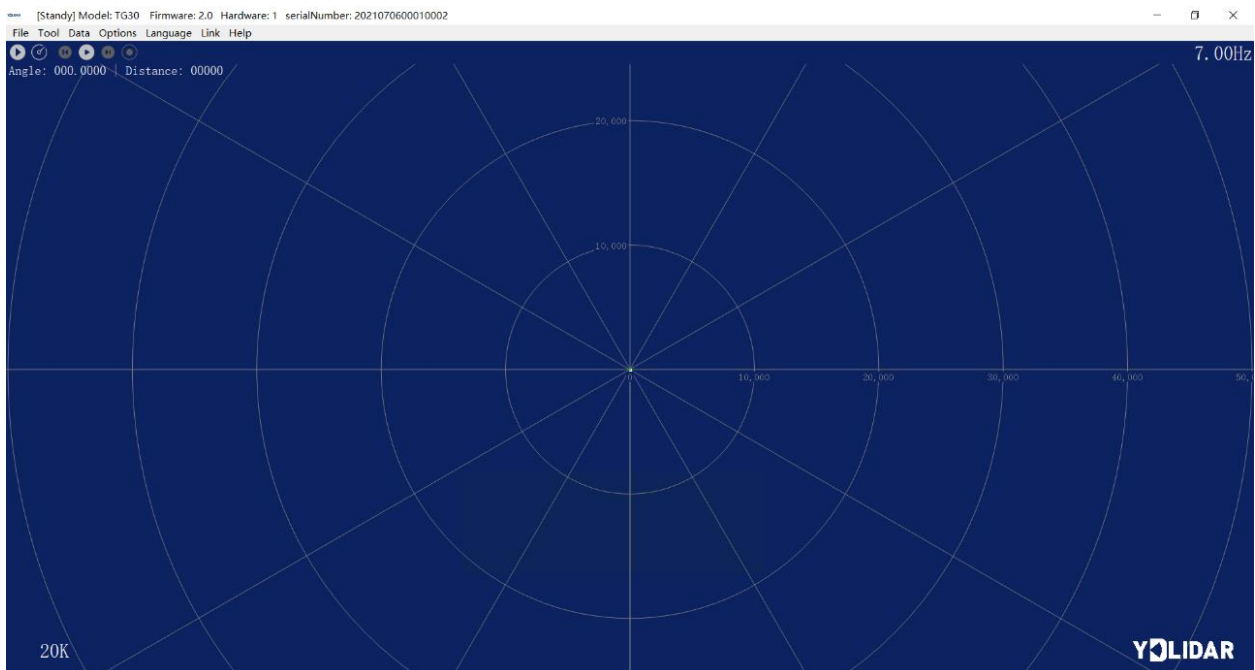 [Standy] Model: TG30 Firmware: 2.0 Hardware: 1 serialNumber: 2021070600010002
File Tool Data Options Language Link Help
7.00Hz
Angle: 000.0000 | Distance: 00000
20,000
10,000
0 10,000 20,000 30,000 40,000 50,
20K
YDLIDAR